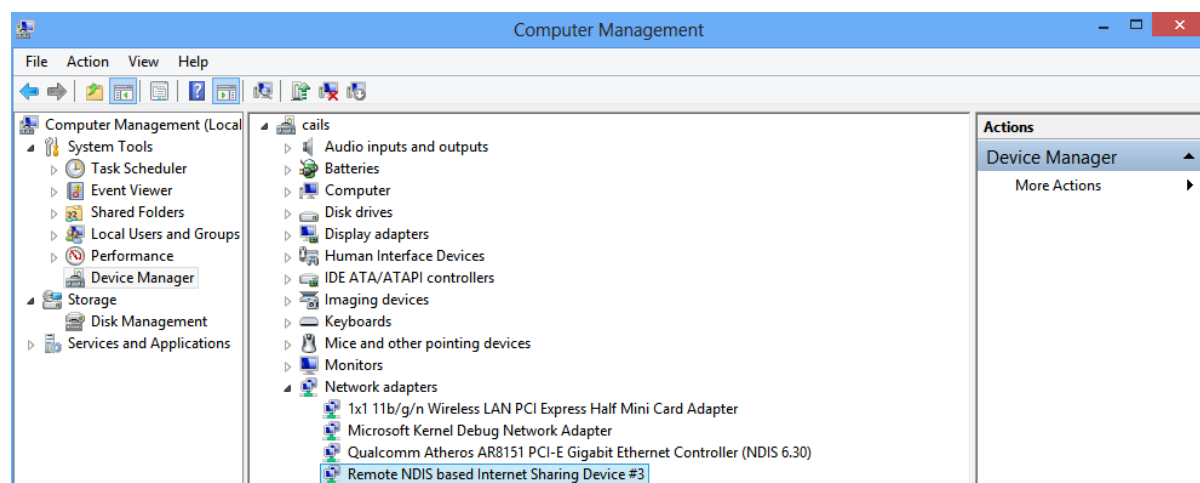 Computer Management
File Action View Help
Computer Management (Local
System Tools
Task Scheduler
Event Viewer
Shared Folders
Local Users and Groups
Performance
Device Manager
Storage
Disk Management
Services and Applications
cails
Audio inputs and outputs
Batteries
Computer
Disk drives
Display adapters
Human Interface Devices
IDE ATA/ATAPI controllers
Imaging devices
Keyboards
Mice and other pointing devices
Monitors
Network adapters
1x1 11b/g/n Wireless LAN PCI Express Half Mini Card Adapter
Microsoft Kernel Debug Network Adapter
Qualcomm Atheros AR8151 PCI-E Gigabit Ethernet Controller (NDIS 6.30)
Remote NDIS based Internet Sharing Device #3
Actions
Device Manager
More Actions